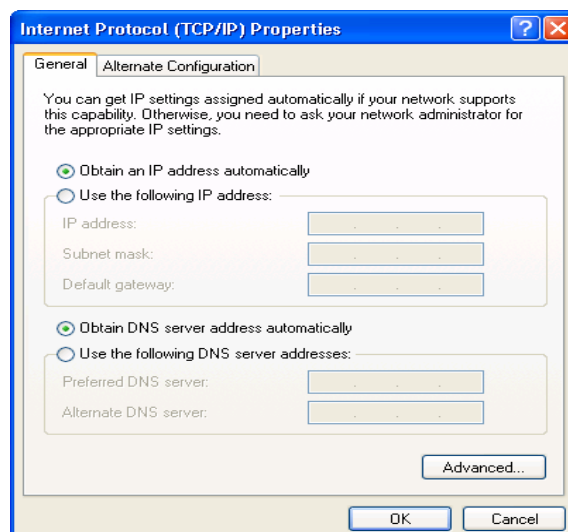 Internet Protocol (TCP/IP) Properties
General
Alternate Configuration
You can get IP settings assigned automatically if your network supports
this capability. Otherwise, you need to ask your network administrator for
the appropriate IP settings.
Obtain an IP address automatically
Use the following IP address:
IP address:
Subnet mask:
Default gateway:
Obtain DNS server address automatically
Use the following DNS server addresses:
Preferred DNS server:
Alternate DNS server:
Advanced...
OK
Cancel